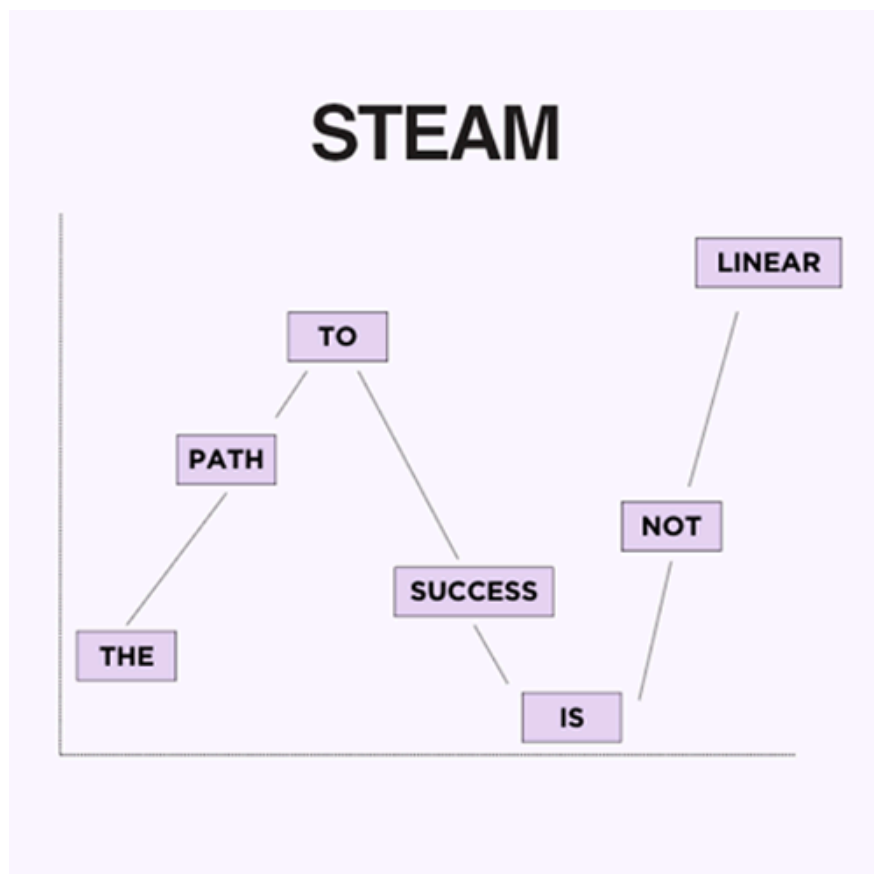 STEAM
THE
PATH
TO
SUCCESS
IS
NOT
LINEAR